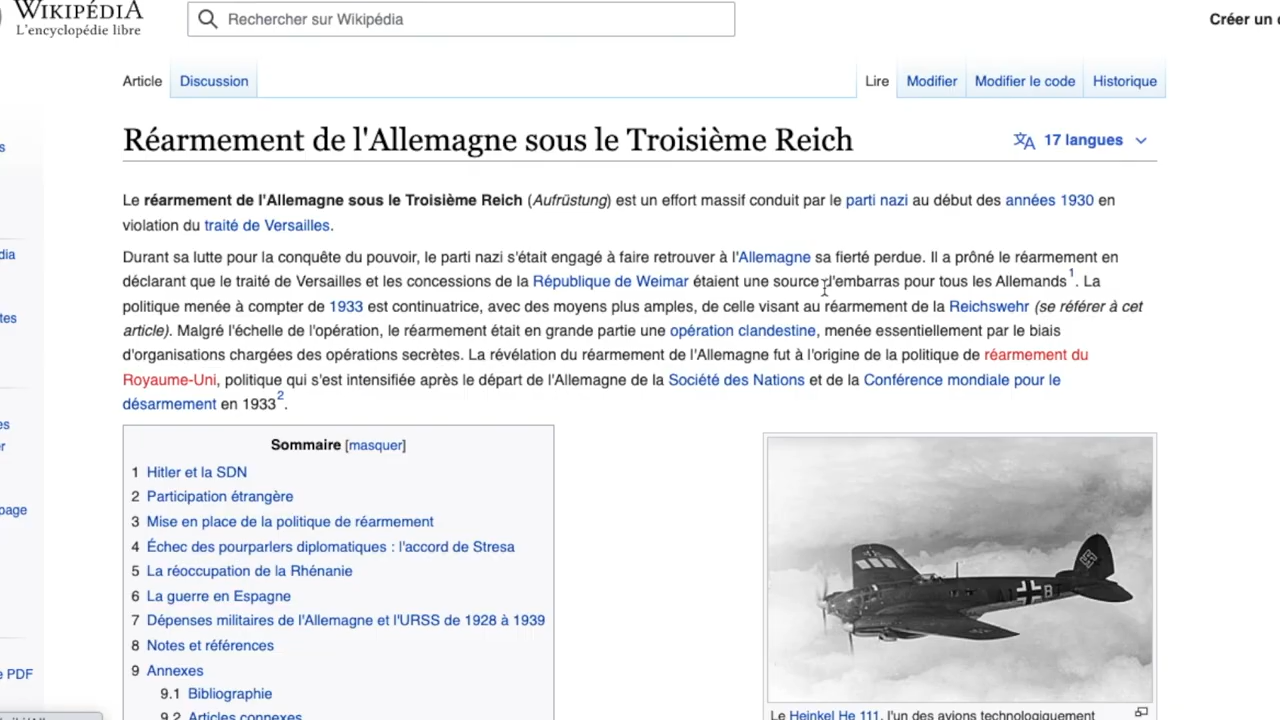 WIKIPÉDIA
L'encyclopédie libre
Rechercher sur Wikipédia
Créer un
Article Discussion Lire Modifier Modifier le code Historique
Réarmement de l'Allemagne sous le Troisième Reich
17 langues
Le réarmement de l'Allemagne sous le Troisième Reich (Aufrüstung) est un effort massif conduit par le parti nazi au début des années 1930 en
violation du traité de Versailles.
Durant sa lutte pour la conquête du pouvoir, le parti nazi s'était engagé à faire retrouver à l'Allemagne sa fierté perdue. Il a prôné le réarmement en
déclarant que le traité de Versailles et les concessions de la République de Weimar étaient une source d'embarras pour tous les Allemands1. La
politique menée à compter de 1933 est continuatrice, avec des moyens plus amples, de celle visant au réarmement de la Reichswehr (se référer à cet
article). Malgré l'échelle de l'opération, le réarmement était en grande partie une opération clandestine, menée essentiellement par le biais
d'organisations chargées des opérations secrètes. La révélation du réarmement de l'Allemagne fut à l'origine de la politique de réarmement du
Royaume-Uni, politique qui s'est intensifiée après le départ de l'Allemagne de la Société des Nations et de la Conférence mondiale pour le
désarmement en 19332.
Sommaire [masquer]
1 Hitler et la SDN
2 Participation étrangère
3 Mise en place de la politique de réarmement
4 Échec des pourparlers diplomatiques : l'accord de Stresa
5 La réoccupation de la Rhénanie
6 La guerre en Espagne
7 Dépenses militaires de l'Allemagne et l'URSS de 1928 à 1939
8 Notes et références
9 Annexes
9.1 Bibliographie
9.2 Articles connexes
Le Heinkel He 111, l'un des avions technologiquement
s
dia
tes
es
er
page
PDF